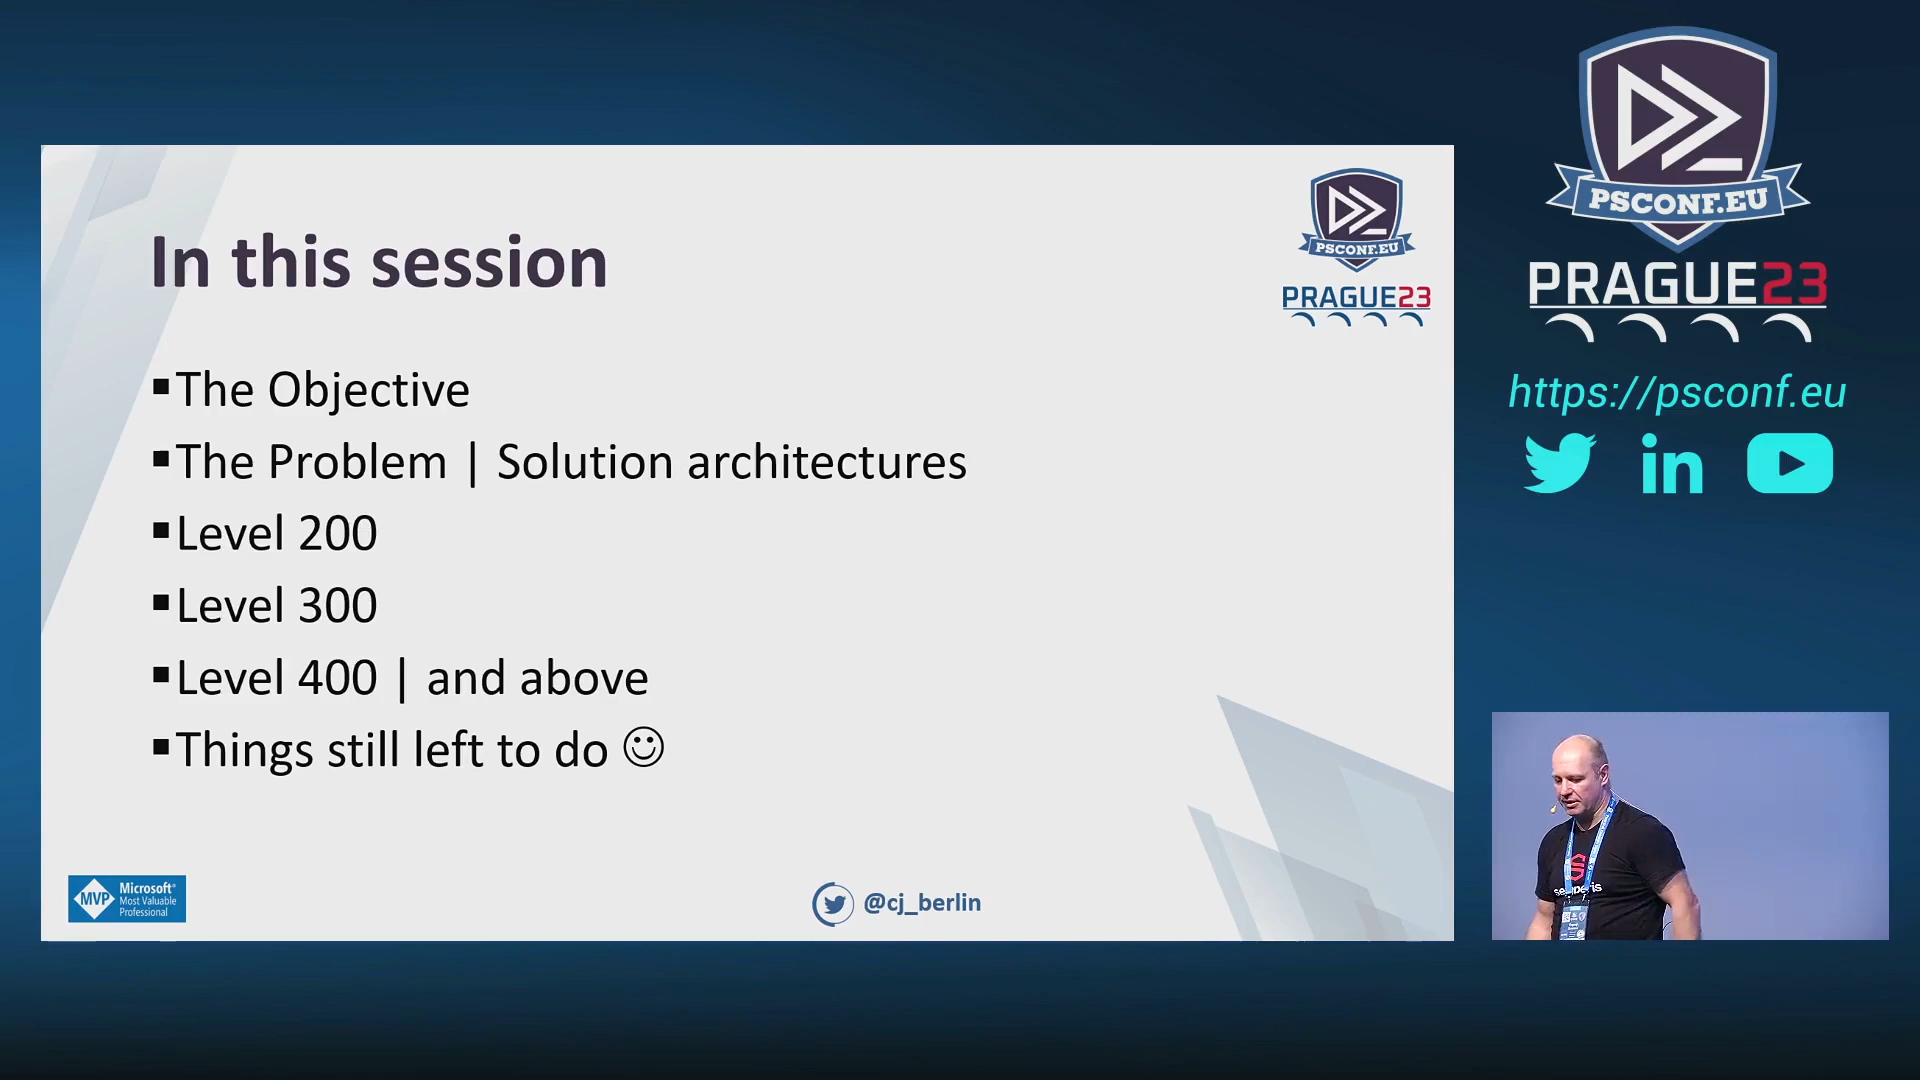 In this session
PSCONF.EU
PRAGUE23
▪The Objective
▪The Problem | Solution architectures
▪Level 200
▪Level 300
▪Level 400 | and above
▪Things still left to do ☺
MVP
Microsoft®
Most Valuable
Professional
@cj_berlin
PSCONF.EU
PRAGUE23
https://psconf.eu
in
semperis